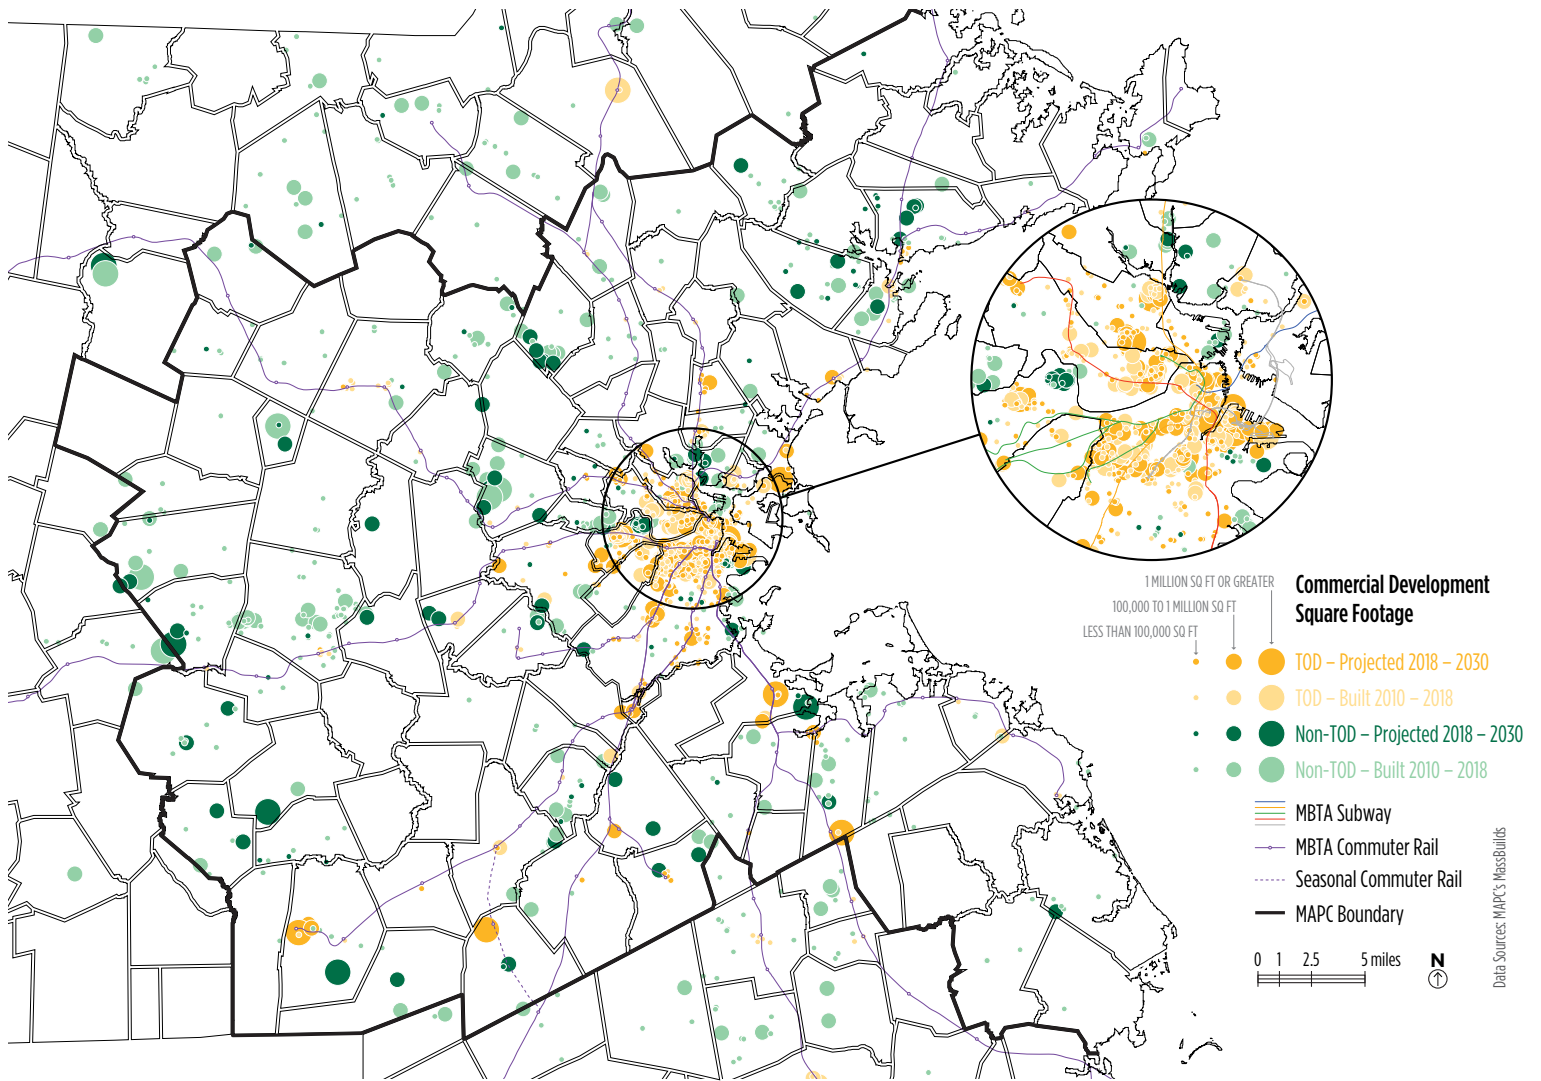 1 MILLION SQ FT OR GREATER
100,000 TO 1 MILLION SQ FT
LESS THAN 100,000 SQ FT
Commercial Development
Square Footage
TOD – Projected 2018 – 2030
TOD – Built 2010 – 2018
Non-TOD – Projected 2018 – 2030
Non-TOD – Built 2010 – 2018
MBTA Subway
MBTA Commuter Rail
Seasonal Commuter Rail
MAPC Boundary
0 1 2.5 5 miles
N
Data Sources: MAPC's MassBuilds